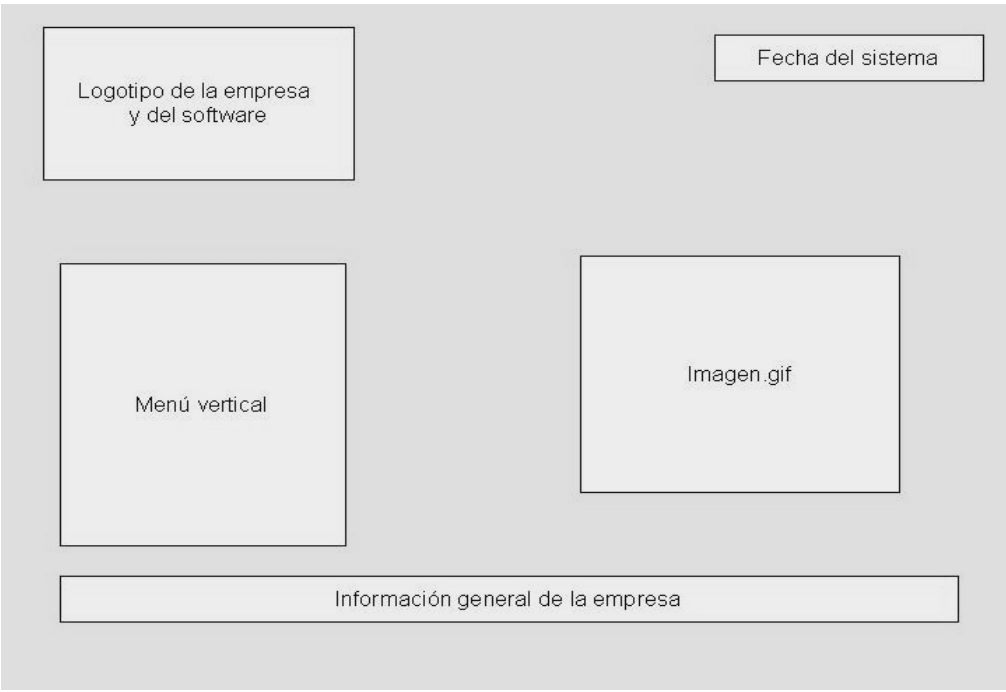 Logotipo de la empresa
y del software
Fecha del sistema
Menú vertical
Imagen.gif
Información general de la empresa